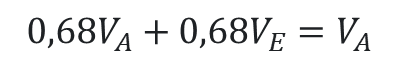 0,68V_A + 0,68V_E = V_A